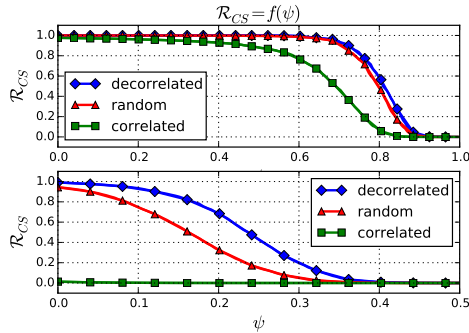 ℛ_CS = f(ψ)
1.0
0.8
0.6
0.4
0.2
0.0
ℛ_CS
decorrelated
random
correlated
0.0 0.2 0.4 0.6 0.8 1.0
1.0
0.8
0.6
0.4
0.2
0.0
ℛ_CS
decorrelated
random
correlated
0.0 0.1 0.2 0.3 0.4 0.5
ψ